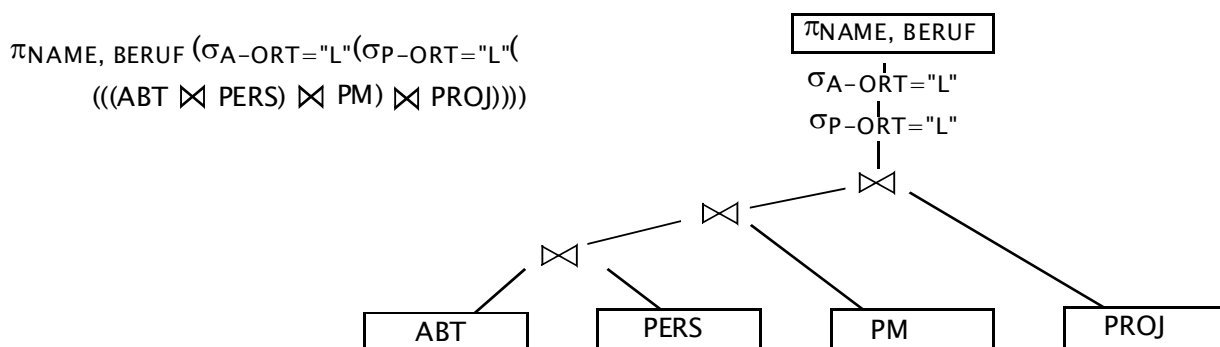 πNAME, BERUF (σA-ORT="L"(σP-ORT="L"(
(((ABT ⋈ PERS) ⋈ PM) ⋈ PROJ))))
πNAME, BERUF
σA-ORT="L"
σP-ORT="L"
⋈
⋈
⋈
ABT PERS PM PROJ